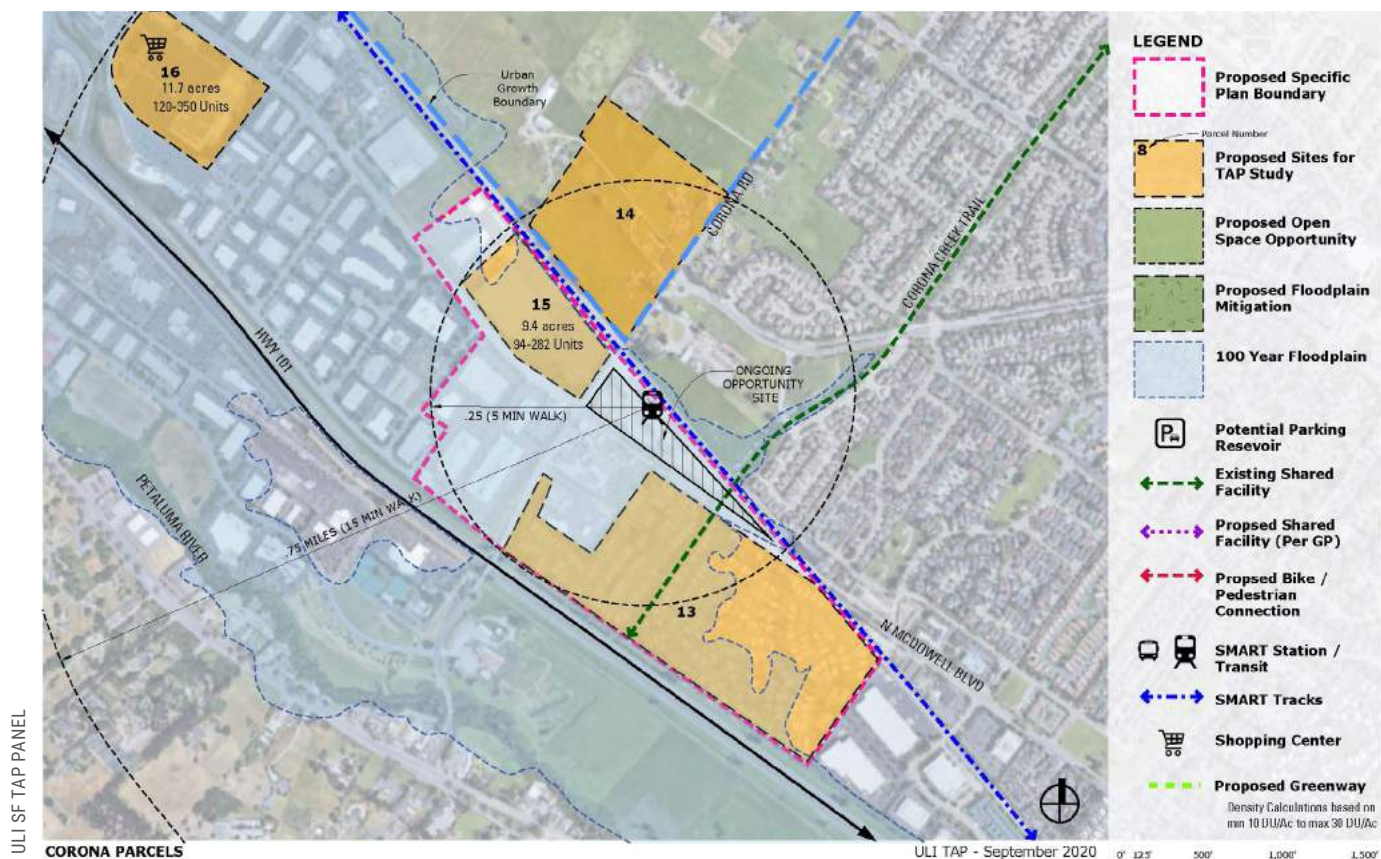 16
11.7 acres
120-350 Units
Urban
Growth
Boundary
14
CORONA RD
CORONA CREEK TRAIL
15
9.4 acres
94-282 Units
HWY 101
ONGOING
OPPORTUNITY
SITE
.25 (5 MIN WALK)
.75 MILES (15 MIN WALK)
PETALUMA RIVER
13
N MCDOWELL BLVD
LEGEND
Proposed Specific
Plan Boundary
Parcel Number
8
Proposed Sites for
TAP Study
Proposed Open
Space Opportunity
Proposed Floodplain
Mitigation
100 Year Floodplain
P
Potential Parking
Resevoir
Existing Shared
Facility
Propsed Shared
Facility (Per GP)
Propsed Bike /
Pedestrian
Connection
SMART Station /
Transit
SMART Tracks
Shopping Center
Proposed Greenway
Density Calculations based on
min 10 DU/Ac to max 30 DU/Ac
ULI SF TAP PANEL
CORONA PARCELS
ULI TAP - September 2020
0' 125' 500' 1,000' 1,500'